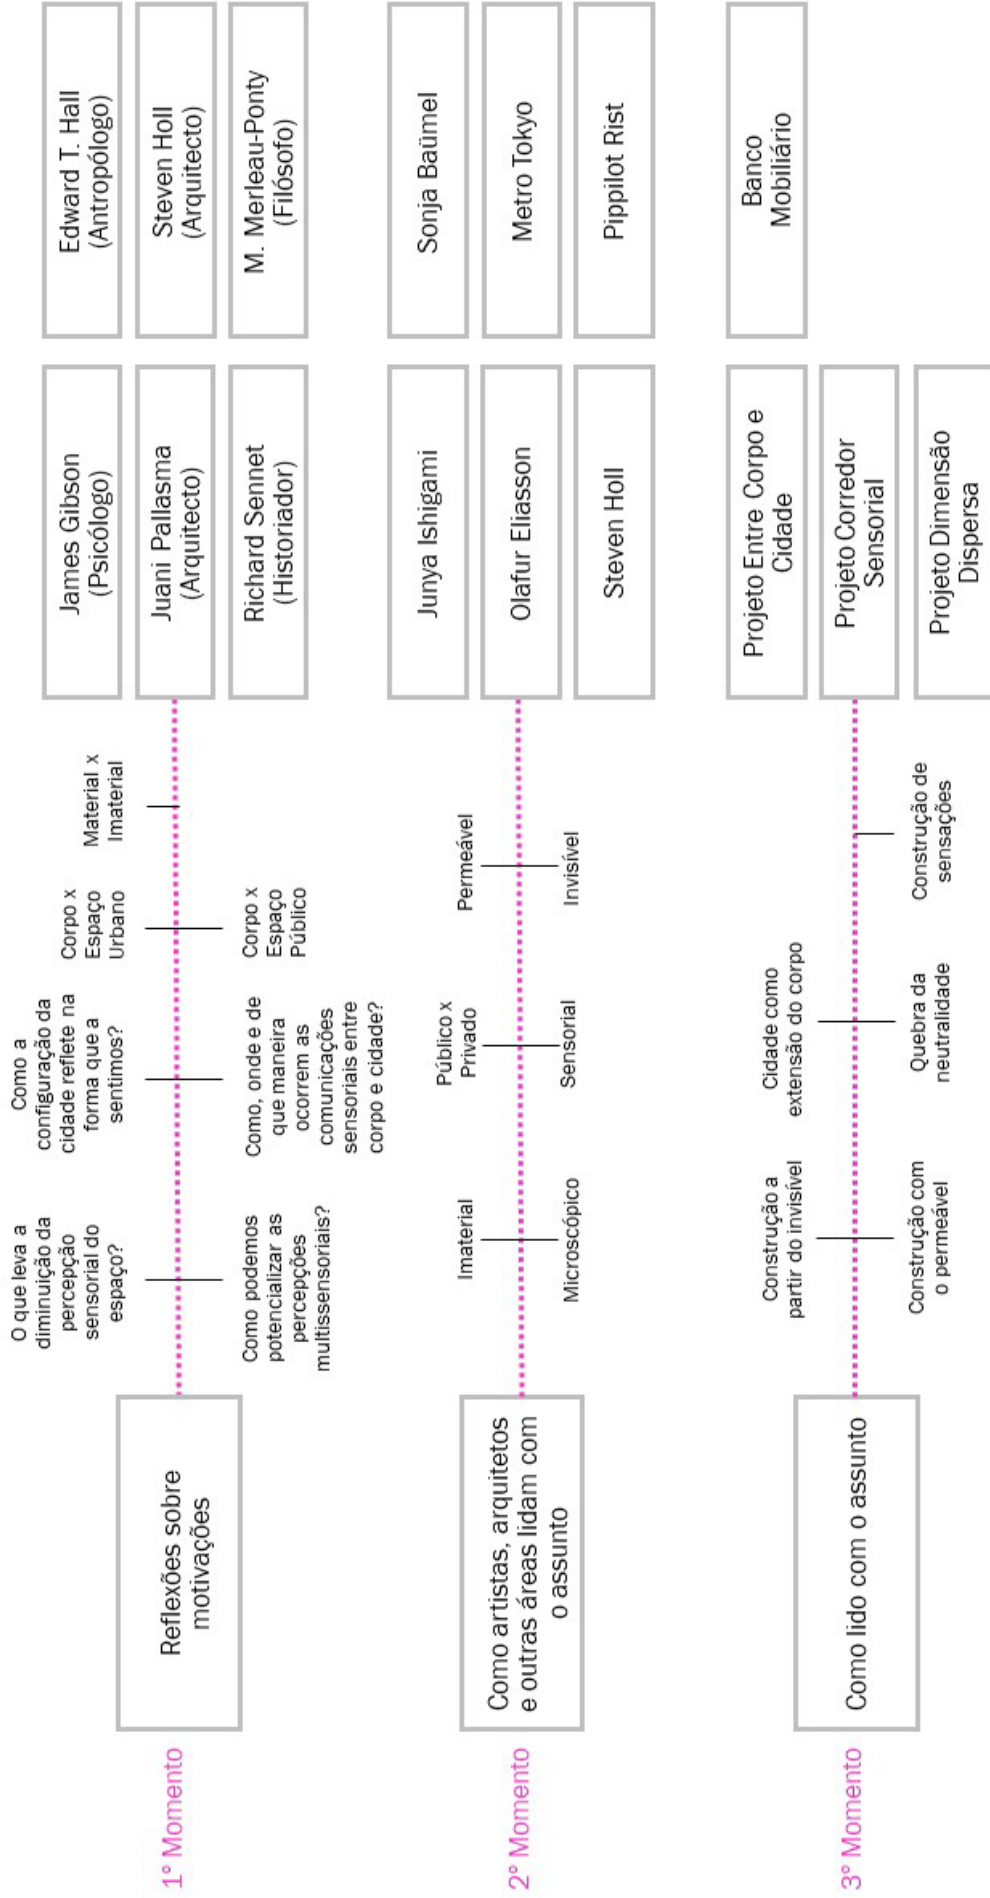 1º Momento
Reflexões sobre
motivações
O que leva a
diminuição da
percepção
sensorial do
espaço?
Como a
configuração da
cidade reflete na
forma que a
sentimos?
Corpo x
Espaço
Urbano
Material x
Imaterial
Como podemos
potencializar as
percepções
multissensoriais?
Como, onde e de
que maneira
ocorrem as
comunicações
sensoriais entre
corpo e cidade?
Corpo x
Espaço
Público
James Gibson
(Psicólogo)
Edward T. Hall
(Antropólogo)
Juani Pallasma
(Arquitecto)
Steven Holl
(Arquitecto)
Richard Sennet
(Historiador)
M. Merleau-Ponty
(Filósofo)
2º Momento
Como artistas, arquitetos
e outras áreas lidam com
o assunto
Imaterial
Público x
Privado
Permeável
Microscópico
Sensorial
Invisível
Junya Ishigami
Sonja Baümel
Olafur Eliasson
Metro Tokyo
Steven Holl
Pippilot Rist
3º Momento
Como lido com o assunto
Construção a
partir do invisível
Cidade como
extensão do corpo
Construção com
o permeável
Quebra da
neutralidade
Construção de
sensações
Projeto Entre Corpo e
Cidade
Banco
Mobiliário
Projeto Corredor
Sensorial
Projeto Dimensão
Dispersa